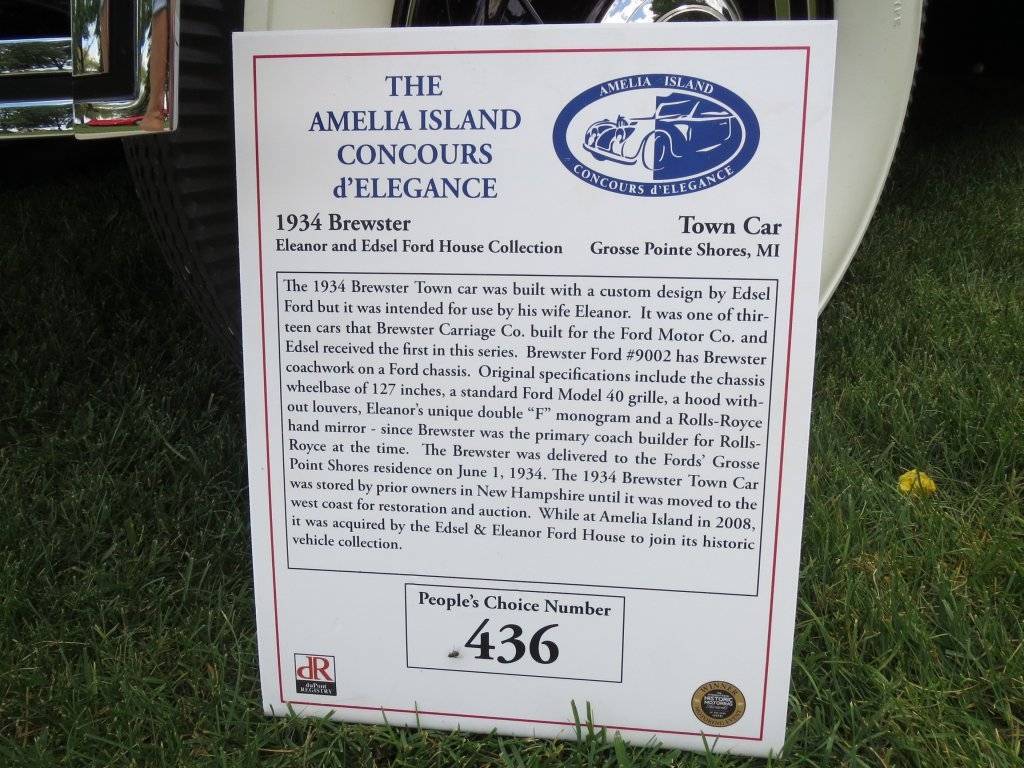 THE
AMELIA ISLAND
CONCOURS
d'ELEGANCE
AMELIA ISLAND
CONCOURS d'ELEGANCE
1934 Brewster
Town Car
Eleanor and Edsel Ford House Collection
Grosse Pointe Shores, MI
The 1934 Brewster Town car was built with a custom design by Edsel
Ford but it was intended for use by his wife Eleanor. It was one of thir-
teen cars that Brewster Carriage Co. built for the Ford Motor Co. and
Edsel received the first in this series. Brewster Ford #9002 has Brewster
coachwork on a Ford chassis. Original specifications include the chassis
wheelbase of 127 inches, a standard Ford Model 40 grille, a hood with-
out louvers, Eleanor's unique double "F" monogram and a Rolls-Royce
hand mirror - since Brewster was the primary coach builder for Rolls-
Royce at the time. The Brewster was delivered to the Fords' Grosse
Point Shores residence on June 1, 1934. The 1934 Brewster Town Car
was stored by prior owners in New Hampshire until it was moved to the
west coast for restoration and auction. While at Amelia Island in 2008,
it was acquired by the Edsel & Eleanor Ford House to join its historic
vehicle collection.
People's Choice Number
436
dR
duPont
REGISTRY
WINNER
HISTORIC
MOTORING